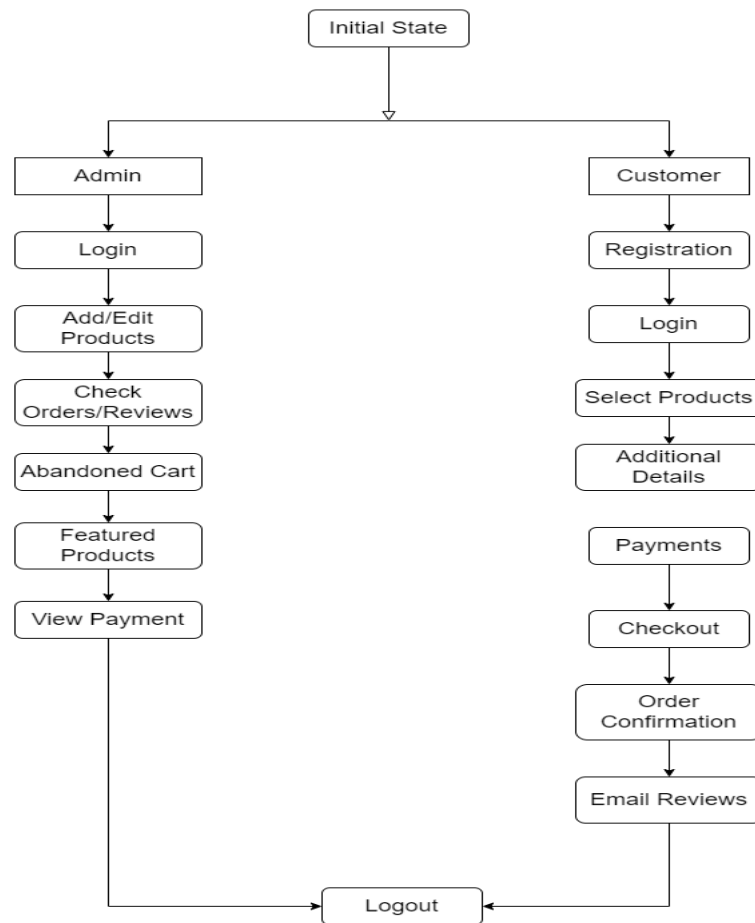 Initial State
Admin
Login
Add/Edit
Products
Check
Orders/Reviews
Abandoned Cart
Featured
Products
View Payment
Customer
Registration
Login
Select Products
Additional
Details
Payments
Checkout
Order
Confirmation
Email Reviews
Logout